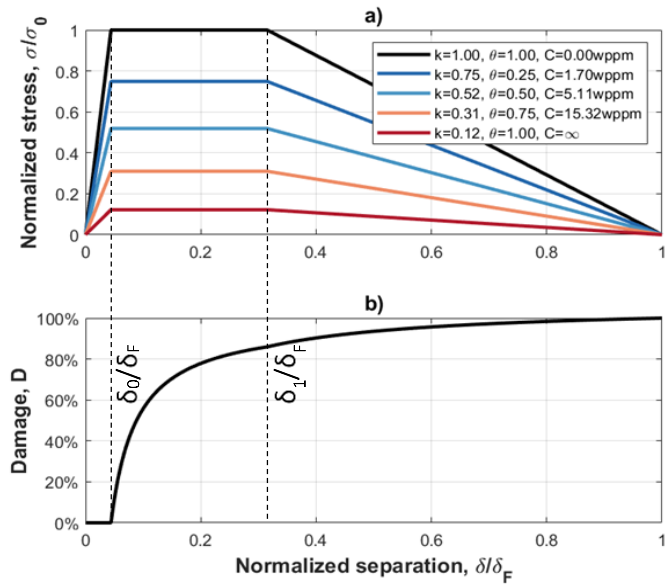 a)
Normalized stress, σ/σ0
1
0.8
0.6
0.4
0.2
0
k=1.00, θ=1.00, C=0.00wppm
k=0.75, θ=0.25, C=1.70wppm
k=0.52, θ=0.50, C=5.11wppm
k=0.31, θ=0.75, C=15.32wppm
k=0.12, θ=1.00, C=∞
0 0.2 0.4 0.6 0.8 1
b)
Damage, D
100%
80%
60%
40%
20%
0%
δ0/δF
δ1/δF
0 0.2 0.4 0.6 0.8 1
Normalized separation, δ/δF